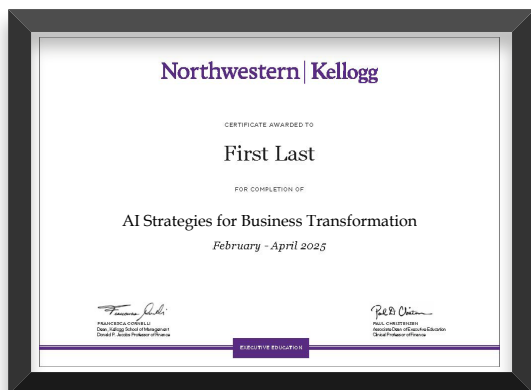 Northwestern | Kellogg
CERTIFICATE AWARDED TO
First Last
FOR COMPLETION OF
AI Strategies for Business Transformation
February - April 2025
FRANCESCA CORNELLI
Dean, Kellogg School of Management
Donald P. Jacobs Professor of Finance
PAUL CHRISTENSEN
Associate Dean of Executive Education
Clinical Professor of Finance
EXECUTIVE EDUCATION